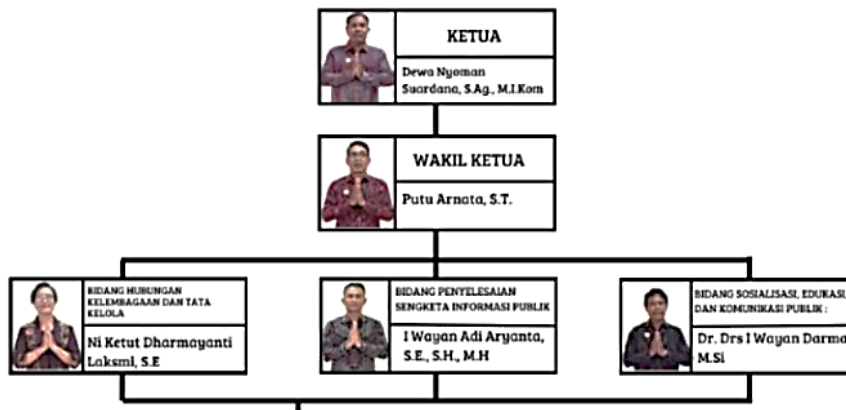 KETUA
Dewa Nyoman
Suardana, S.Ag., M.I.Kom
WAKIL KETUA
Putu Arnata, S.T.
BIDANG HUBUNGAN
KELEMBAGAAN DAN TATA
KELOLA
Ni Ketut Dharmayanti
Laksmi, S.E
BIDANG PENYELESAIAN
SENGKETA INFORMASI PUBLIK
I Wayan Adi Aryanta,
S.E., S.H., M.H
BIDANG SOSIALISASI, EDUKASI,
DAN KOMUNIKASI PUBLIK :
Dr. Drs I Wayan Darma
M.Si